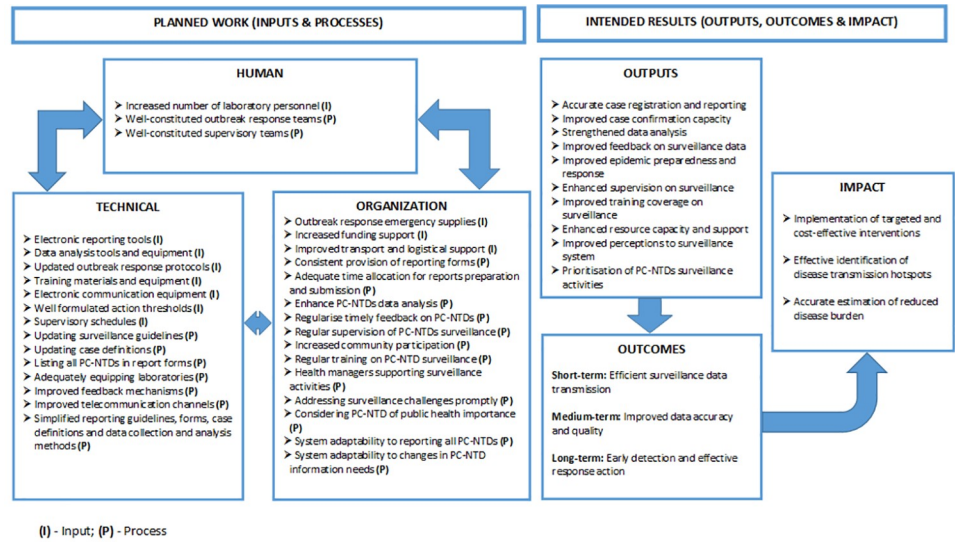 PLANNED WORK (INPUTS & PROCESSES)
INTENDED RESULTS (OUTPUTS, OUTCOMES & IMPACT)
HUMAN
➤ Increased number of laboratory personnel (I)
➤ Well-constituted outbreak response teams (P)
➤ Well-constituted supervisory teams (P)
TECHNICAL
➤ Electronic reporting tools (I)
➤ Data analysis tools and equipment (I)
➤ Updated outbreak response protocols (I)
➤ Training materials and equipment (I)
➤ Electronic communication equipment (I)
➤ Well formulated action thresholds (I)
➤ Supervisory schedules (I)
➤ Updating surveillance guidelines (P)
➤ Updating case definitions (P)
➤ Listing all PC-NTDs in report forms (P)
➤ Adequately equipping laboratories (P)
➤ Improved feedback mechanisms (P)
➤ Improved telecommunication channels (P)
➤ Simplified reporting guidelines, forms, case
definitions and data collection and analysis
methods (P)
ORGANIZATION
➤ Outbreak response emergency supplies (I)
➤ Increased funding support (I)
➤ Improved transport and logistical support (I)
➤ Consistent provision of reporting forms (P)
➤ Adequate time allocation for reports preparation
and submission (P)
➤ Enhance PC-NTDs data analysis (P)
➤ Regularise timely feedback on PC-NTDs (P)
➤ Regular supervision of PC-NTDs surveillance (P)
➤ Increased community participation (P)
➤ Regular training on PC-NTD surveillance (P)
➤ Health managers supporting surveillance
activities (P)
➤ Addressing surveillance challenges promptly (P)
➤ Considering PC-NTD of public health importance
(P)
➤ System adaptability to reporting all PC-NTDs (P)
➤ System adaptability to changes in PC-NTD
information needs (P)
OUTPUTS
➤ Accurate case registration and reporting
➤ Improved case confirmation capacity
➤ Strengthened data analysis
➤ Improved feedback on surveillance data
➤ Improved epidemic preparedness and
response
➤ Enhanced supervision on surveillance
➤ Improved training coverage on
surveillance
➤ Enhanced resource capacity and support
➤ Improved perceptions to surveillance
system
➤ Prioritisation of PC-NTDs surveillance
activities
OUTCOMES
Short-term: Efficient surveillance data
transmission
Medium-term: Improved data accuracy
and quality
Long-term: Early detection and effective
response action
IMPACT
➤ Implementation of targeted and
cost-effective interventions
➤ Effective identification of
disease transmission hotspots
➤ Accurate estimation of reduced
disease burden
(I) - Input; (P) - Process